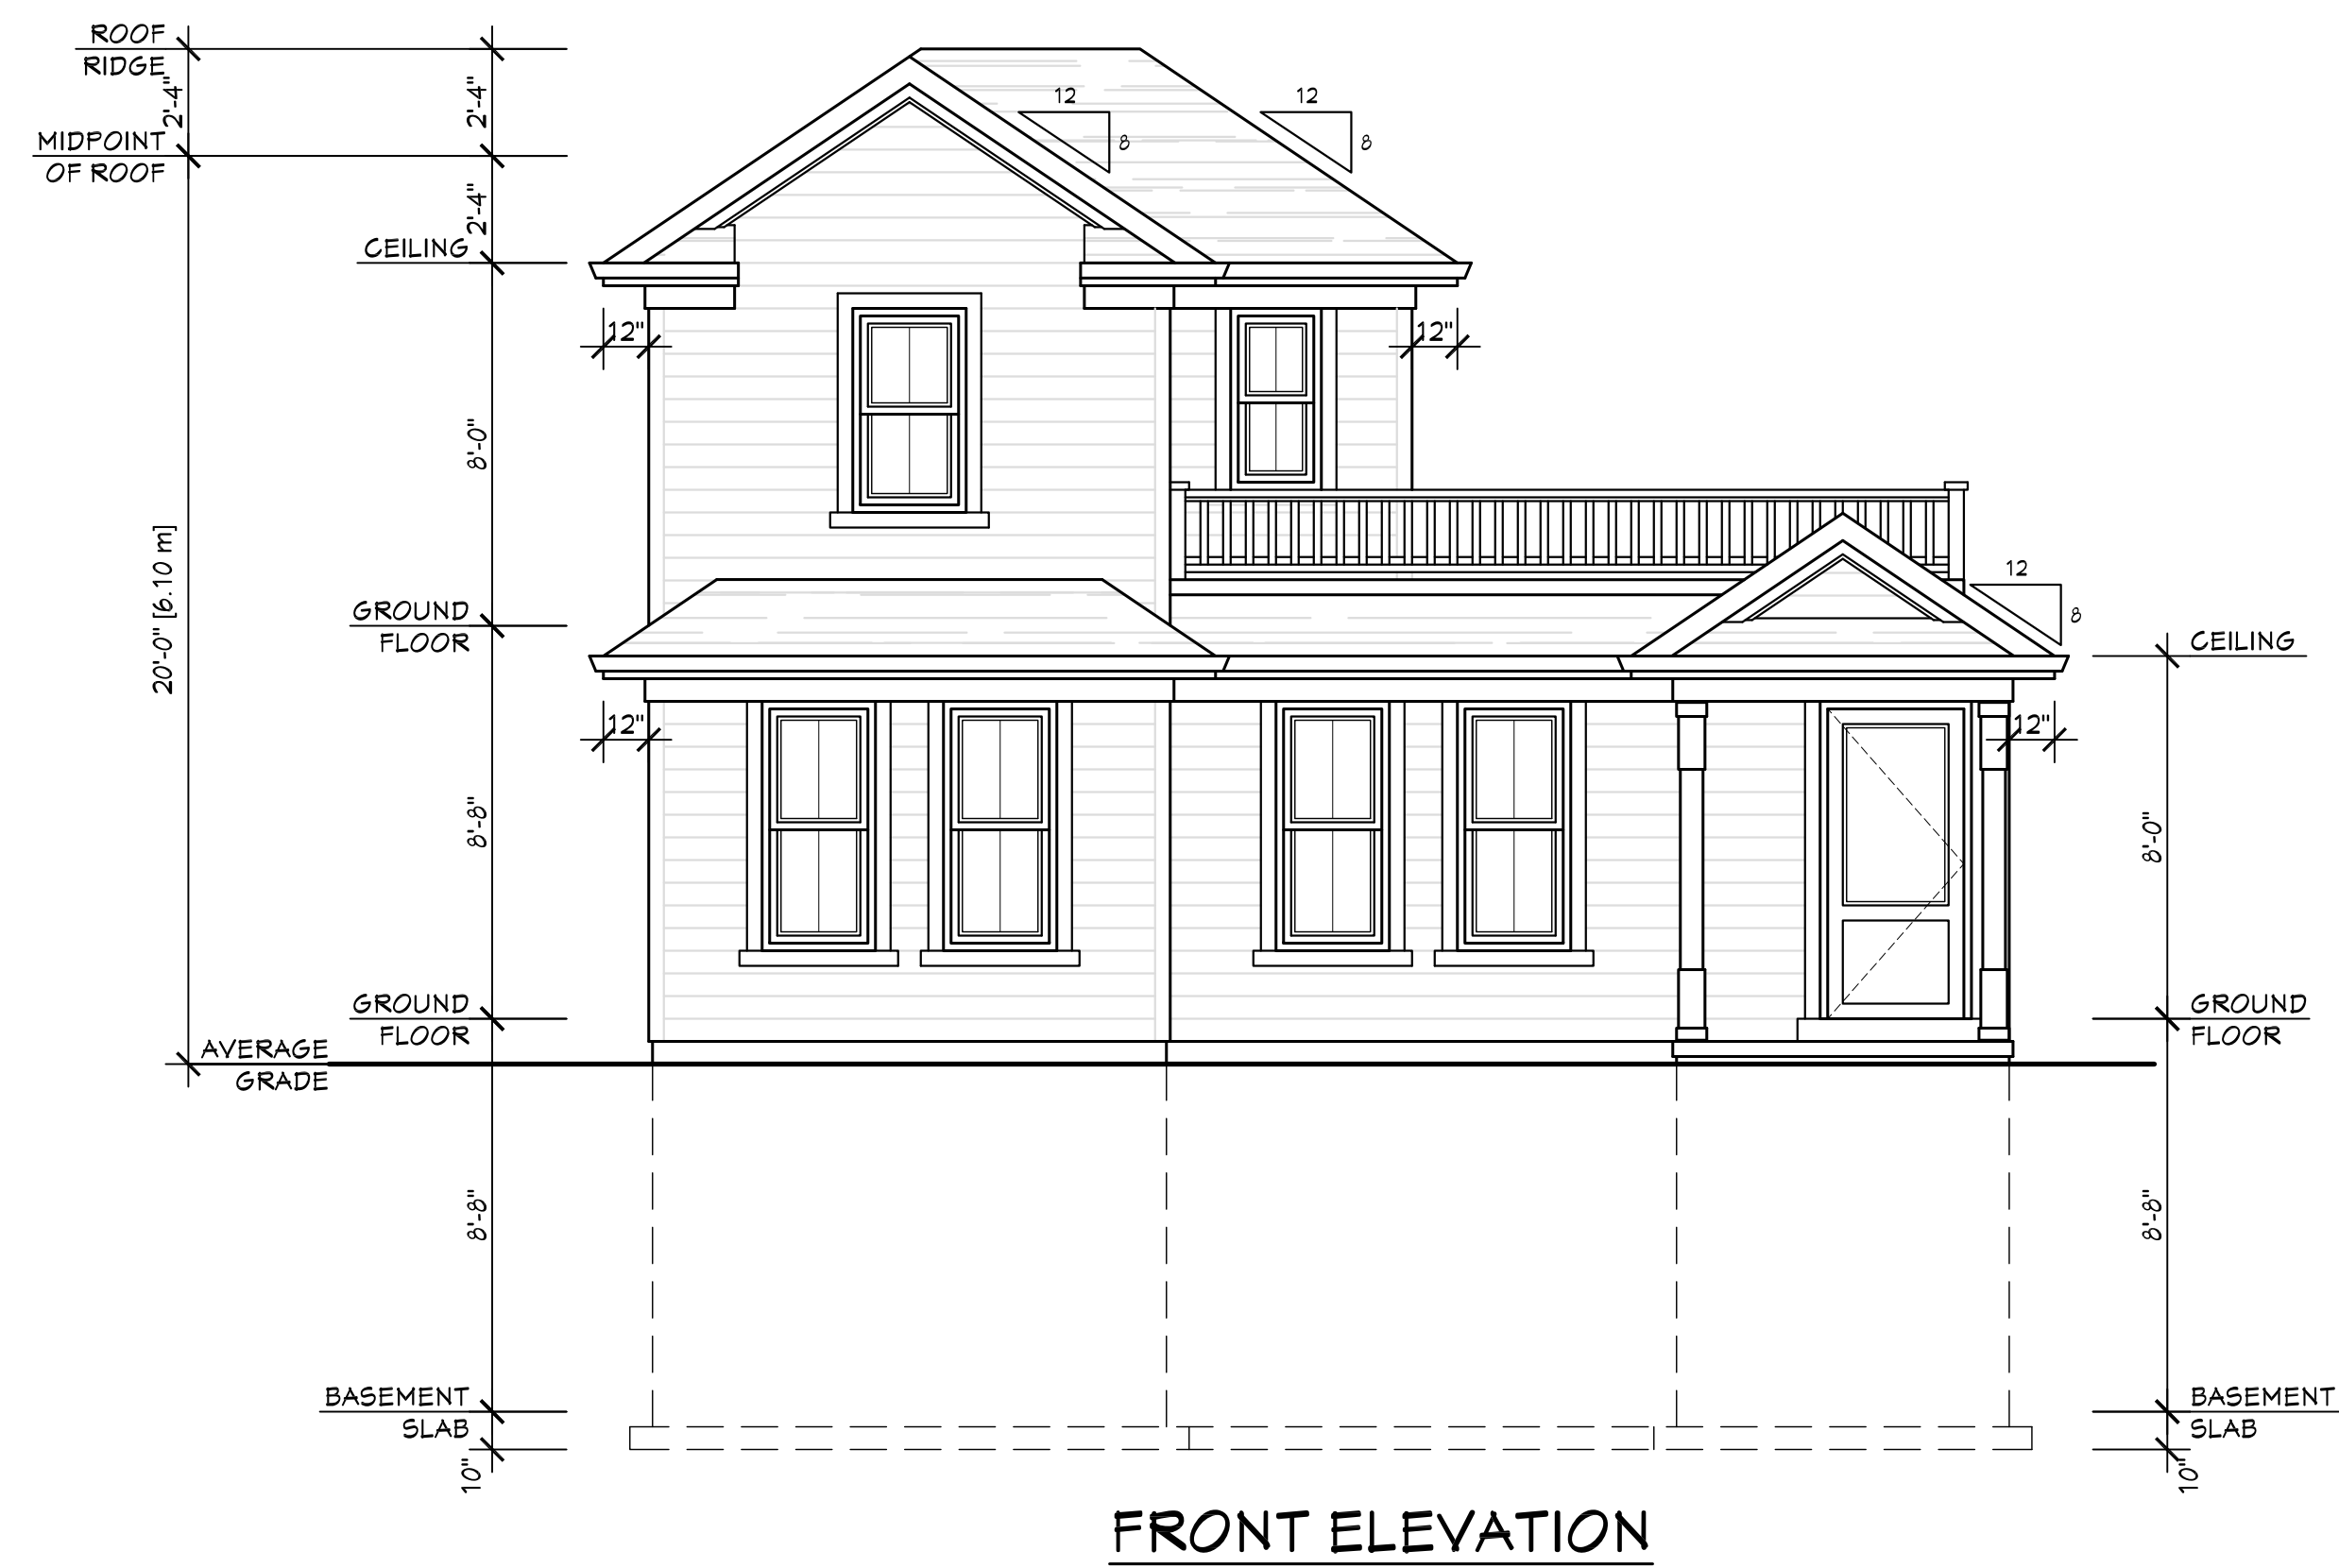 ROOF
RIDGE
2'-4"
2'-4"
12
8
12
8
MIDPOINT
OF ROOF
2'-4"
CEILING
12"
12"
8'-0"
20'-0" [6.10 m]
12
8
GROUND
FLOOR
CEILING
12"
12"
8'-8"
8'-0"
GROUND
FLOOR
GROUND
FLOOR
AVERAGE
GRADE
8'-8"
8'-8"
BASEMENT
SLAB
BASEMENT
SLAB
10"
10"
FRONT ELEVATION